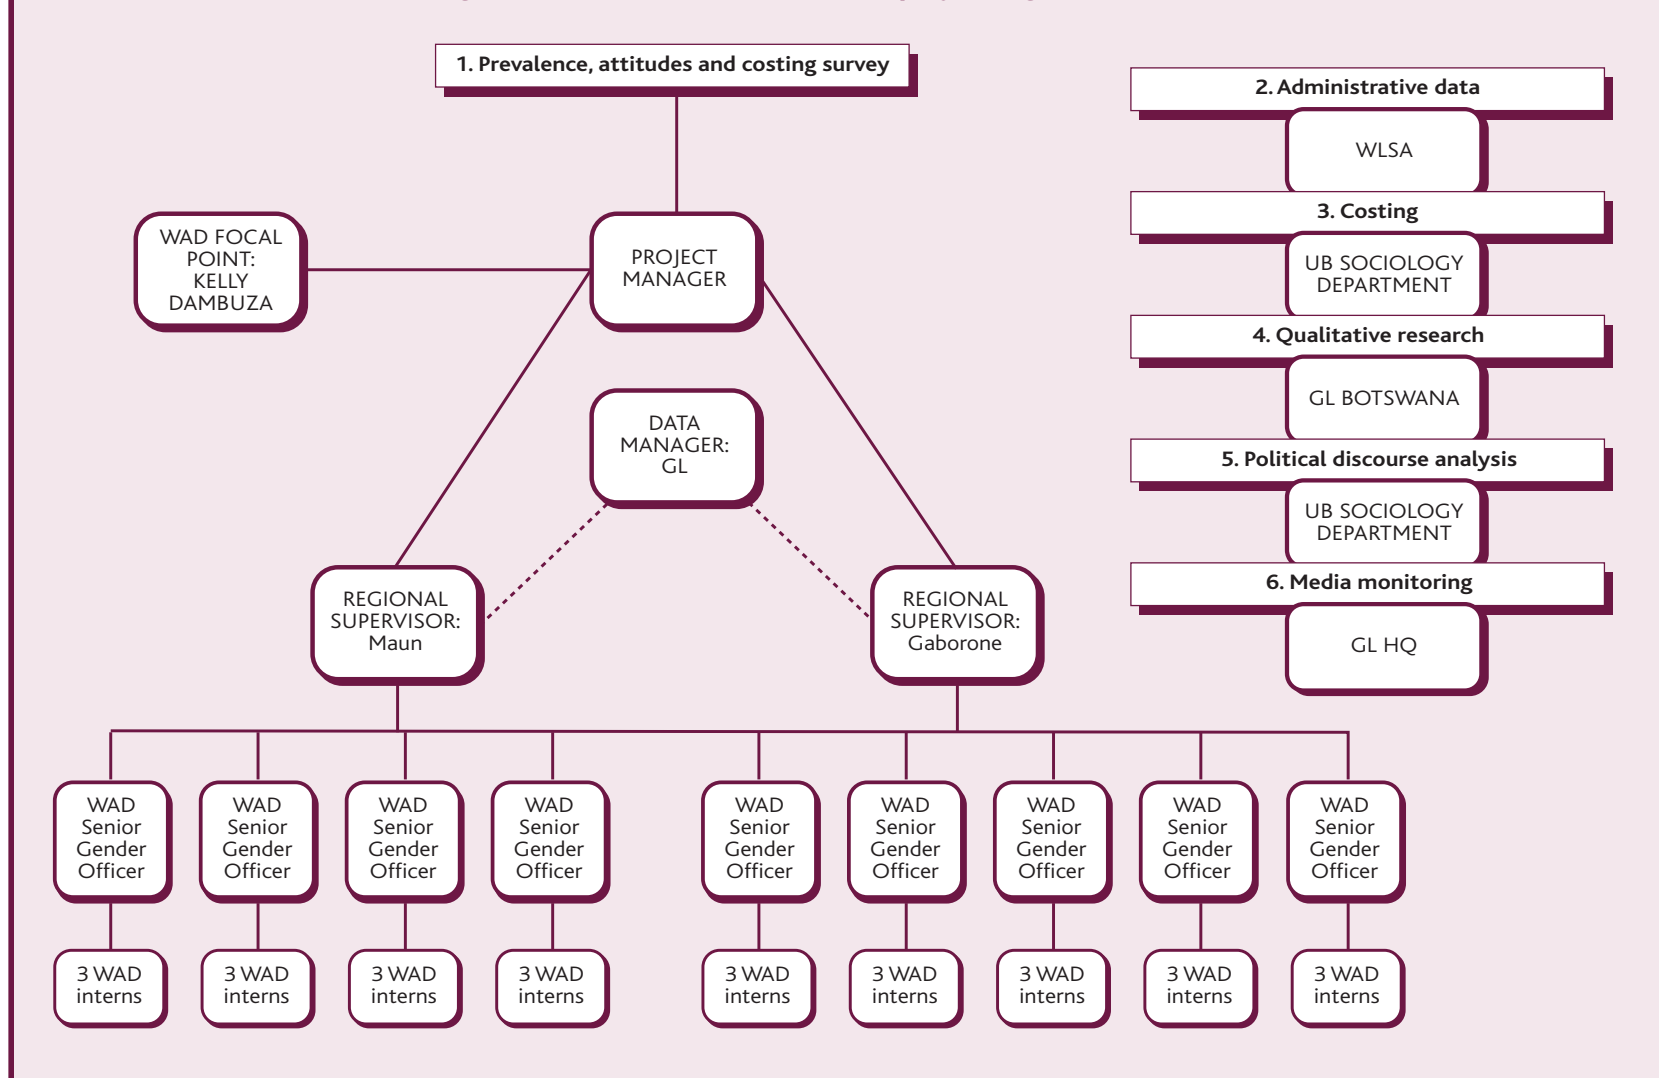 1. Prevalence, attitudes and costing survey
WAD FOCAL
POINT:
KELLY
DAMBUZA
PROJECT
MANAGER
DATA
MANAGER:
GL
REGIONAL
SUPERVISOR:
Maun
REGIONAL
SUPERVISOR:
Gaborone
WAD
Senior
Gender
Officer
WAD
Senior
Gender
Officer
WAD
Senior
Gender
Officer
WAD
Senior
Gender
Officer
WAD
Senior
Gender
Officer
WAD
Senior
Gender
Officer
WAD
Senior
Gender
Officer
WAD
Senior
Gender
Officer
WAD
Senior
Gender
Officer
3 WAD
interns
3 WAD
interns
3 WAD
interns
3 WAD
interns
3 WAD
interns
3 WAD
interns
3 WAD
interns
3 WAD
interns
3 WAD
interns
2. Administrative data
WLSA
3. Costing
UB SOCIOLOGY
DEPARTMENT
4. Qualitative research
GL BOTSWANA
5. Political discourse analysis
UB SOCIOLOGY
DEPARTMENT
6. Media monitoring
GL HQ